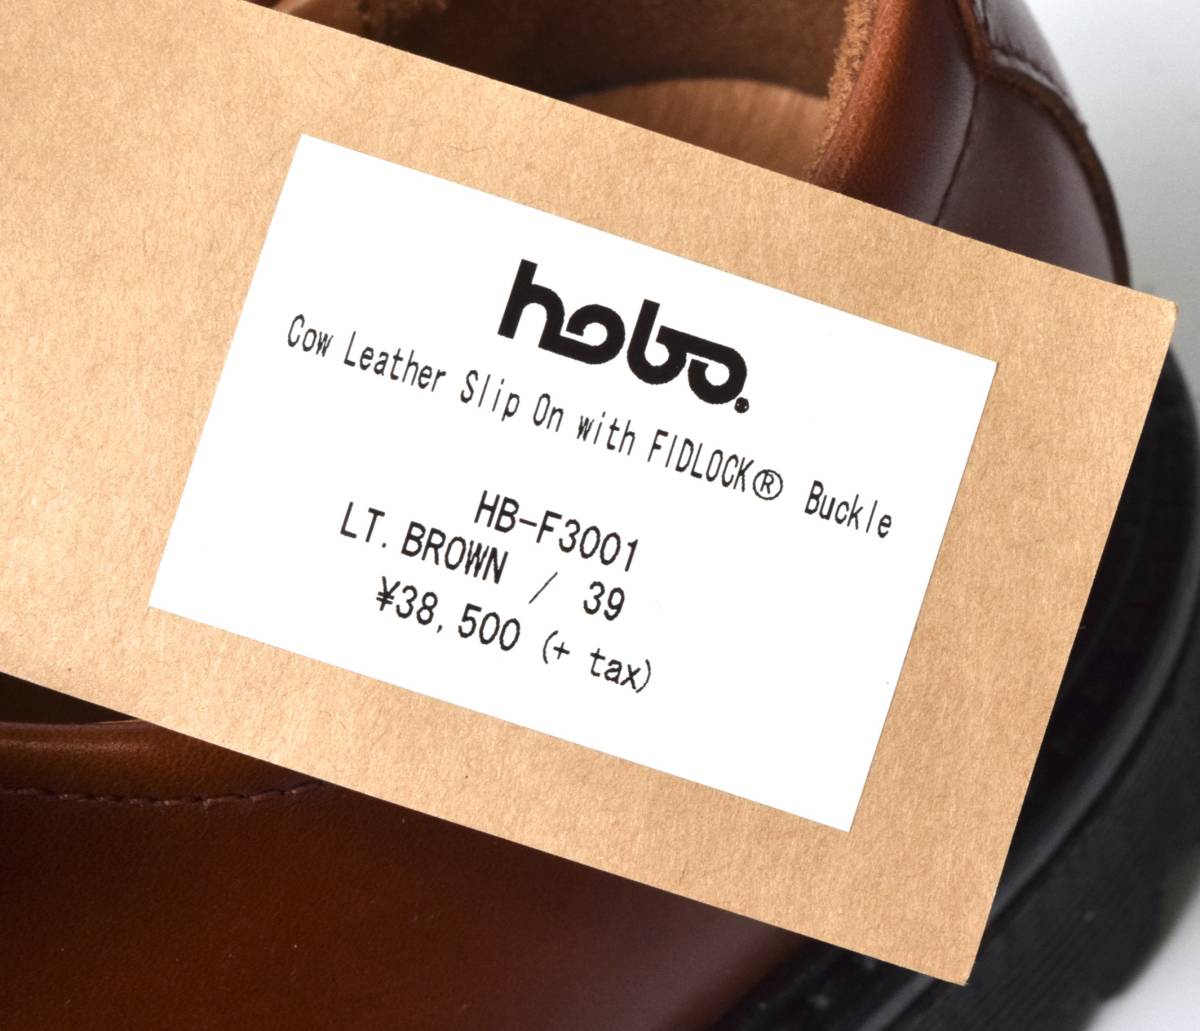 hobo.
Cow Leather Slip On with FIDLOCK® Buckle
HB-F3001
LT. BROWN / 39
¥38,500 (+ tax)